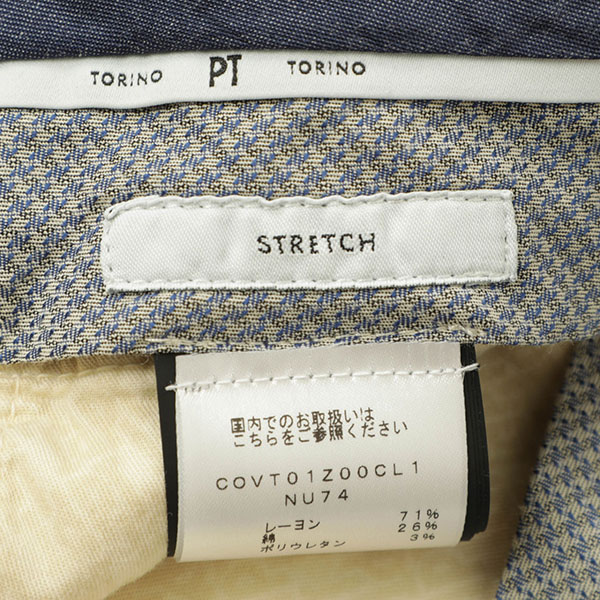 TORINO PT TORINO
STRETCH
国内でのお取扱いは
こちらをご参照ください
COVT01Z00CL1
NU74
レーヨン 71%
綿 26%
ポリウレタン 3%